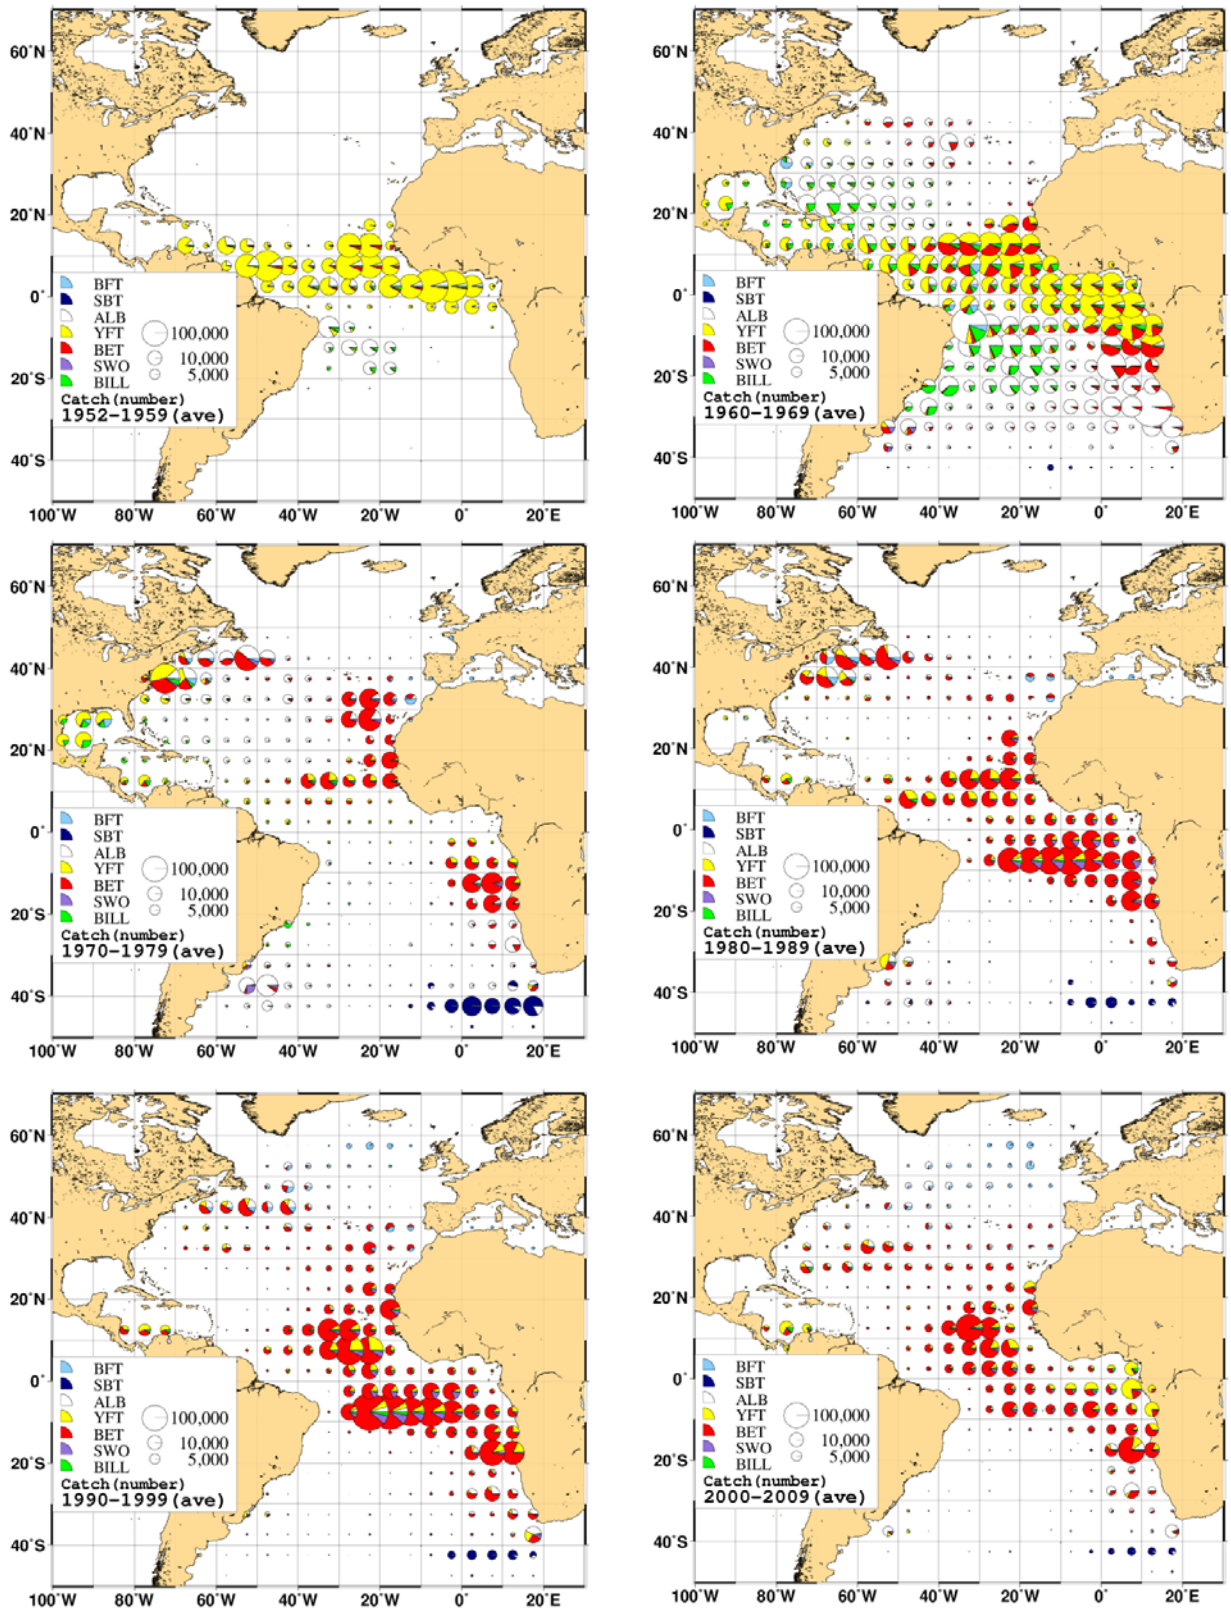 60°N
40°N
20°N
0°
20°S
40°S
BFT
SBT
ALB
YFT
BET
SWO
BILL
100,000
10,000
5,000
Catch(number)
1952-1959(ave)
100°W 80°W 60°W 40°W 20°W 0° 20°E
60°N
40°N
20°N
0°
20°S
40°S
BFT
SBT
ALB
YFT
BET
SWO
BILL
100,000
10,000
5,000
Catch(number)
1960-1969(ave)
100°W 80°W 60°W 40°W 20°W 0° 20°E
60°N
40°N
20°N
0°
20°S
40°S
BFT
SBT
ALB
YFT
BET
SWO
BILL
100,000
10,000
5,000
Catch(number)
1970-1979(ave)
100°W 80°W 60°W 40°W 20°W 0° 20°E
60°N
40°N
20°N
0°
20°S
40°S
BFT
SBT
ALB
YFT
BET
SWO
BILL
100,000
10,000
5,000
Catch(number)
1980-1989(ave)
100°W 80°W 60°W 40°W 20°W 0° 20°E
60°N
40°N
20°N
0°
20°S
40°S
BFT
SBT
ALB
YFT
BET
SWO
BILL
100,000
10,000
5,000
Catch(number)
1990-1999(ave)
100°W 80°W 60°W 40°W 20°W 0° 20°E
60°N
40°N
20°N
0°
20°S
40°S
BFT
SBT
ALB
YFT
BET
SWO
BILL
100,000
10,000
5,000
Catch(number)
2000-2009(ave)
100°W 80°W 60°W 40°W 20°W 0° 20°E